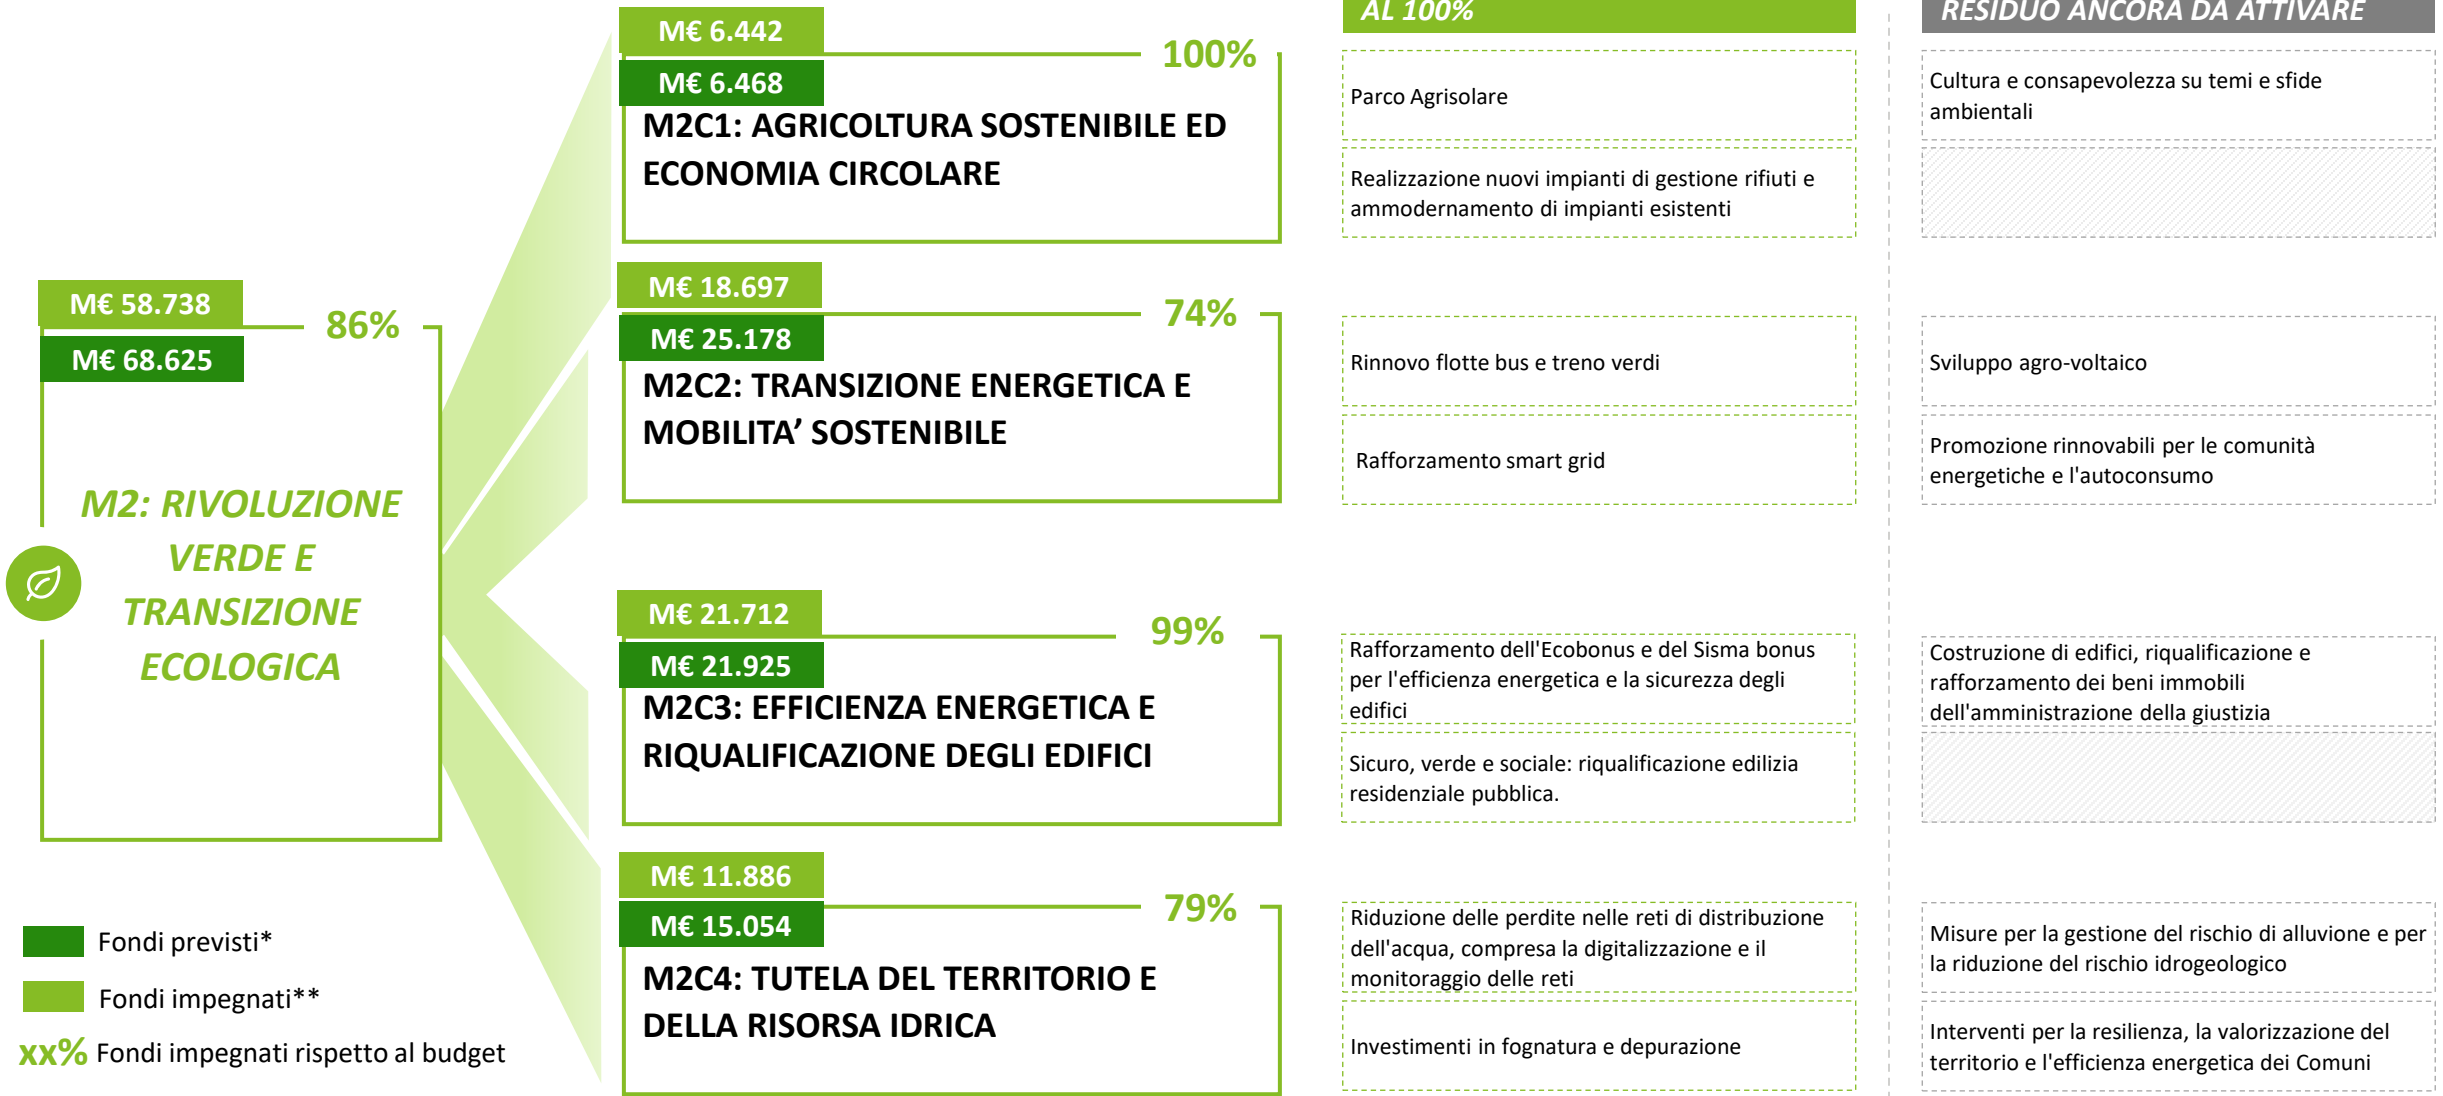 M€ 58.738
86%
M€ 68.625
M2: RIVOLUZIONE
VERDE E
TRANSIZIONE
ECOLOGICA
Fondi previsti*
Fondi impegnati**
xx% Fondi impegnati rispetto al budget
M€ 6.442
100%
M€ 6.468
M2C1: AGRICOLTURA SOSTENIBILE ED
ECONOMIA CIRCOLARE
M€ 18.697
74%
M€ 25.178
M2C2: TRANSIZIONE ENERGETICA E
MOBILITA’ SOSTENIBILE
M€ 21.712
99%
M€ 21.925
M2C3: EFFICIENZA ENERGETICA E
RIQUALIFICAZIONE DEGLI EDIFICI
M€ 11.886
79%
M€ 15.054
M2C4: TUTELA DEL TERRITORIO E
DELLA RISORSA IDRICA
AL 100%
Parco Agrisolare
Realizzazione nuovi impianti di gestione rifiuti e
ammodernamento di impianti esistenti
Rinnovo flotte bus e treno verdi
Rafforzamento smart grid
Rafforzamento dell'Ecobonus e del Sisma bonus
per l'efficienza energetica e la sicurezza degli
edifici
Sicuro, verde e sociale: riqualificazione edilizia
residenziale pubblica.
Riduzione delle perdite nelle reti di distribuzione
dell'acqua, compresa la digitalizzazione e il
monitoraggio delle reti
Investimenti in fognatura e depurazione
RESIDUO ANCORA DA ATTIVARE
Cultura e consapevolezza su temi e sfide
ambientali
Sviluppo agro-voltaico
Promozione rinnovabili per le comunità
energetiche e l'autoconsumo
Costruzione di edifici, riqualificazione e
rafforzamento dei beni immobili
dell'amministrazione della giustizia
Misure per la gestione del rischio di alluvione e per
la riduzione del rischio idrogeologico
Interventi per la resilienza, la valorizzazione del
territorio e l'efficienza energetica dei Comuni